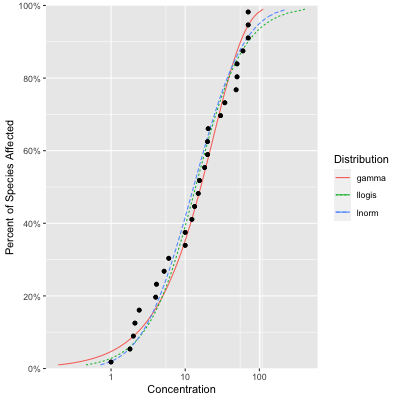 100%
80%
60%
40%
20%
0%
Percent of Species Affected
1
10
100
Concentration
Distribution
gamma
llogis
lnorm